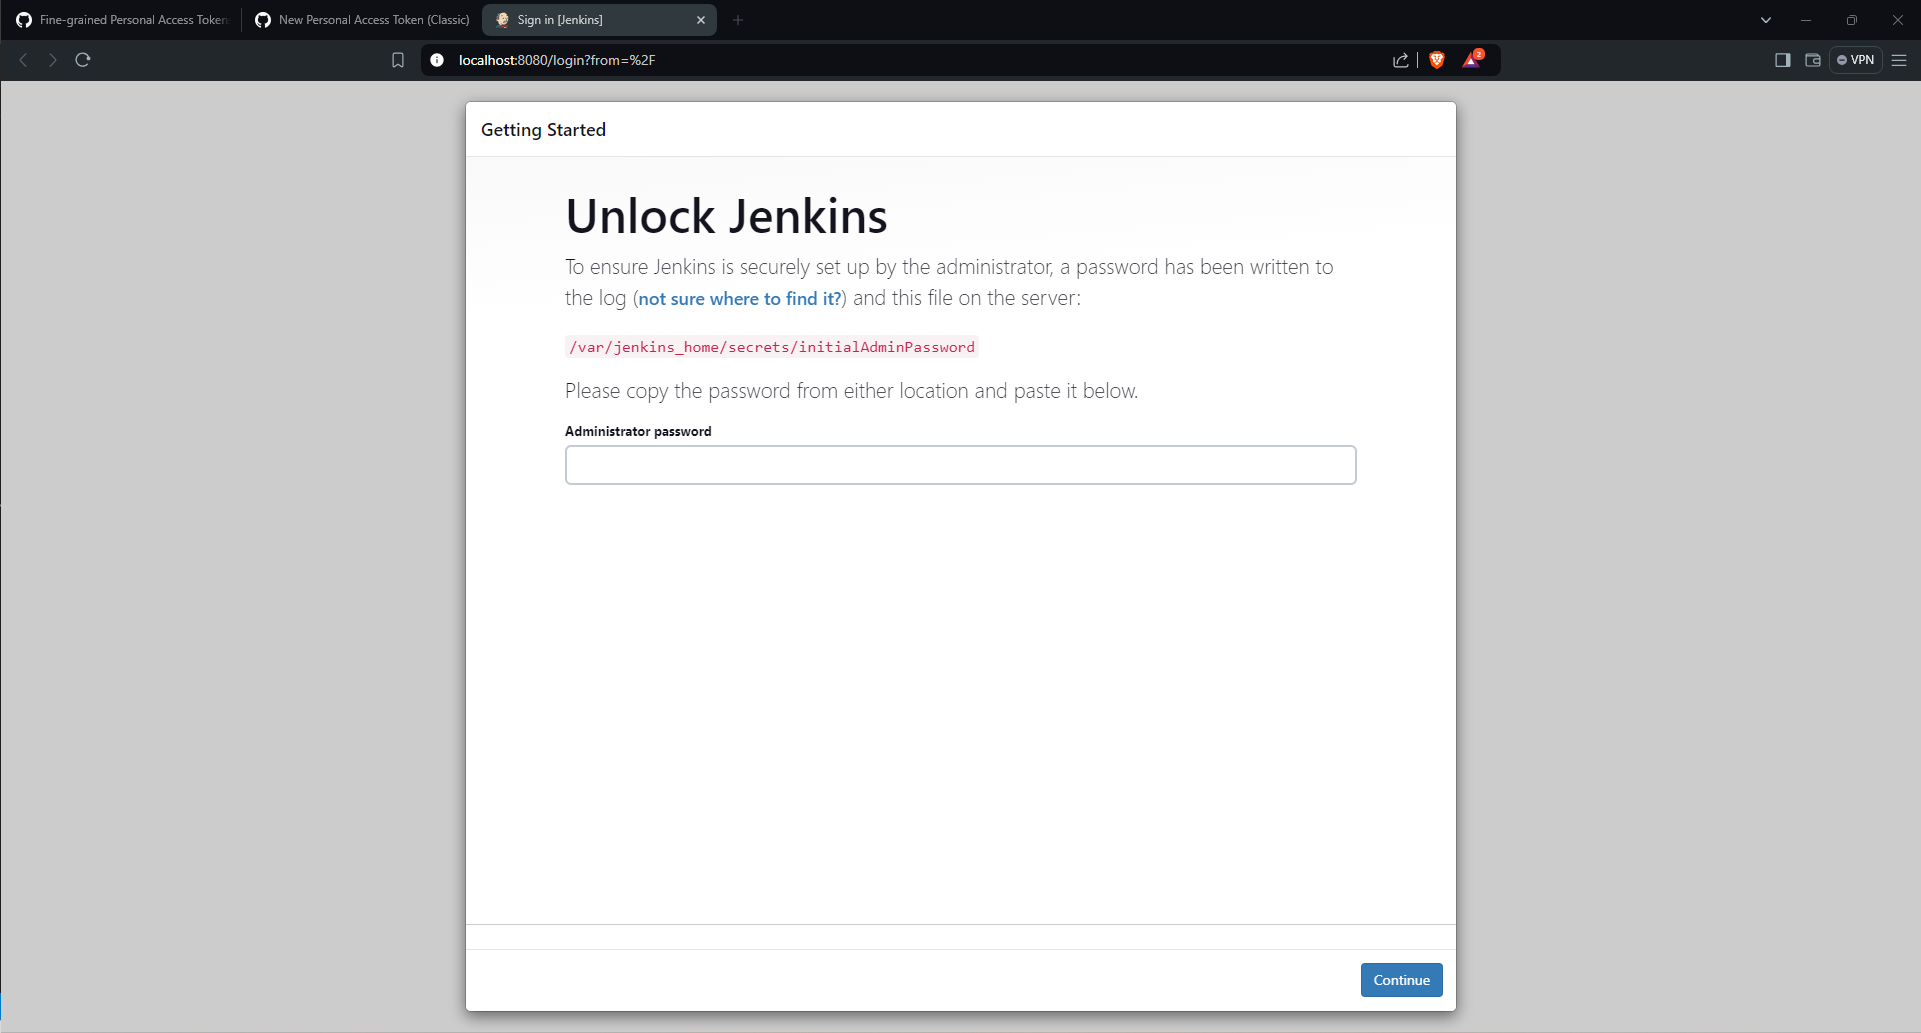 Fine-grained Personal Access Token
New Personal Access Token (Classic)
Sign in [Jenkins]
localhost:8080/login?from=%2F
2
VPN
Getting Started
Unlock Jenkins
To ensure Jenkins is securely set up by the administrator, a password has been written to
the log (not sure where to find it?) and this file on the server:
/var/jenkins_home/secrets/initialAdminPassword
Please copy the password from either location and paste it below.
Administrator password
Continue